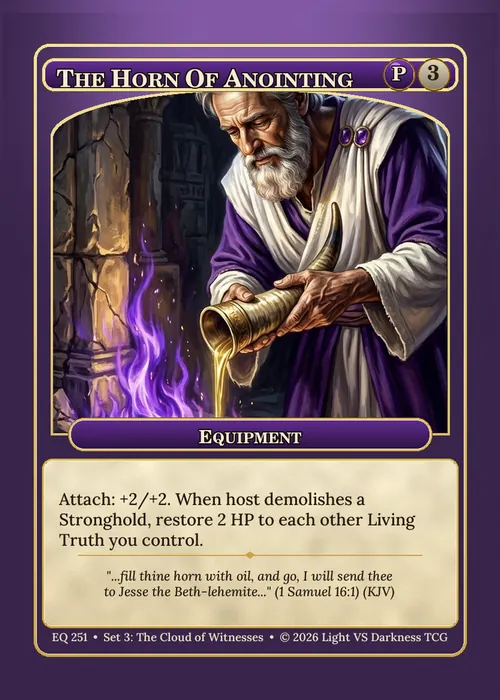 The Horn Of Anointing P 3
Equipment
Attach: +2/+2. When host demolishes a
Stronghold, restore 2 HP to each other Living
Truth you control.
"...fill thine horn with oil, and go, I will send thee
to Jesse the Beth-lehemite..." (1 Samuel 16:1) (KJV)
EQ 251 • Set 3: The Cloud of Witnesses • © 2026 Light VS Darkness TCG